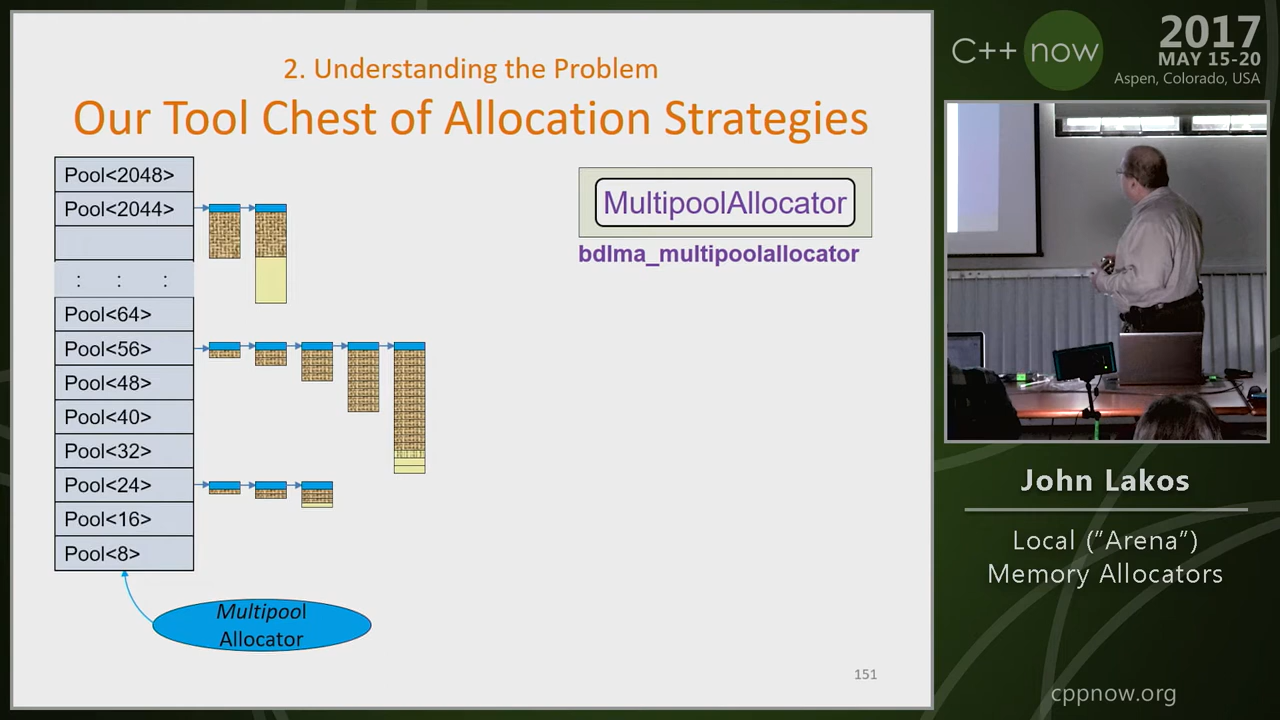 2. Understanding the Problem
Our Tool Chest of Allocation Strategies
Pool<2048>
Pool<2044>
: : :
Pool<64>
Pool<56>
Pool<48>
Pool<40>
Pool<32>
Pool<24>
Pool<16>
Pool<8>
Multipool
Allocator
MultipoolAllocator
bdlma_multipoolallocator
151
C++ now
2017
MAY 15-20
Aspen, Colorado, USA
John Lakos
Local ("Arena")
Memory Allocators
cppnow.org